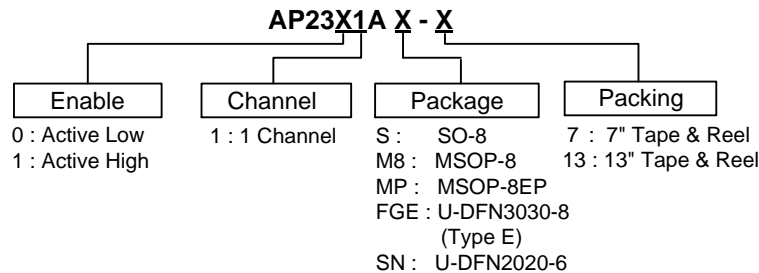 AP23X1A X - X
Enable
0 : Active Low
1 : Active High
Channel
1 : 1 Channel
Package
S : SO-8
M8 : MSOP-8
MP : MSOP-8EP
FGE : U-DFN3030-8
(Type E)
SN : U-DFN2020-6
Packing
7 : 7" Tape & Reel
13 : 13" Tape & Reel